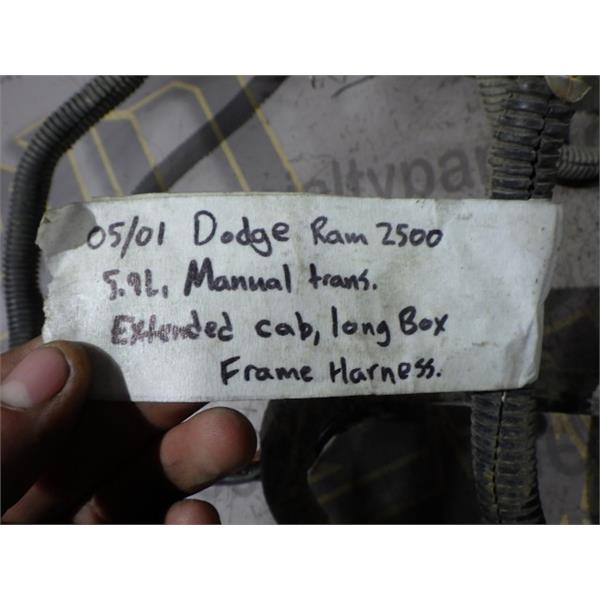 05/01 Dodge Ram 2500
5.9L, Manual trans.
Extended cab, long Box
Frame Harness.